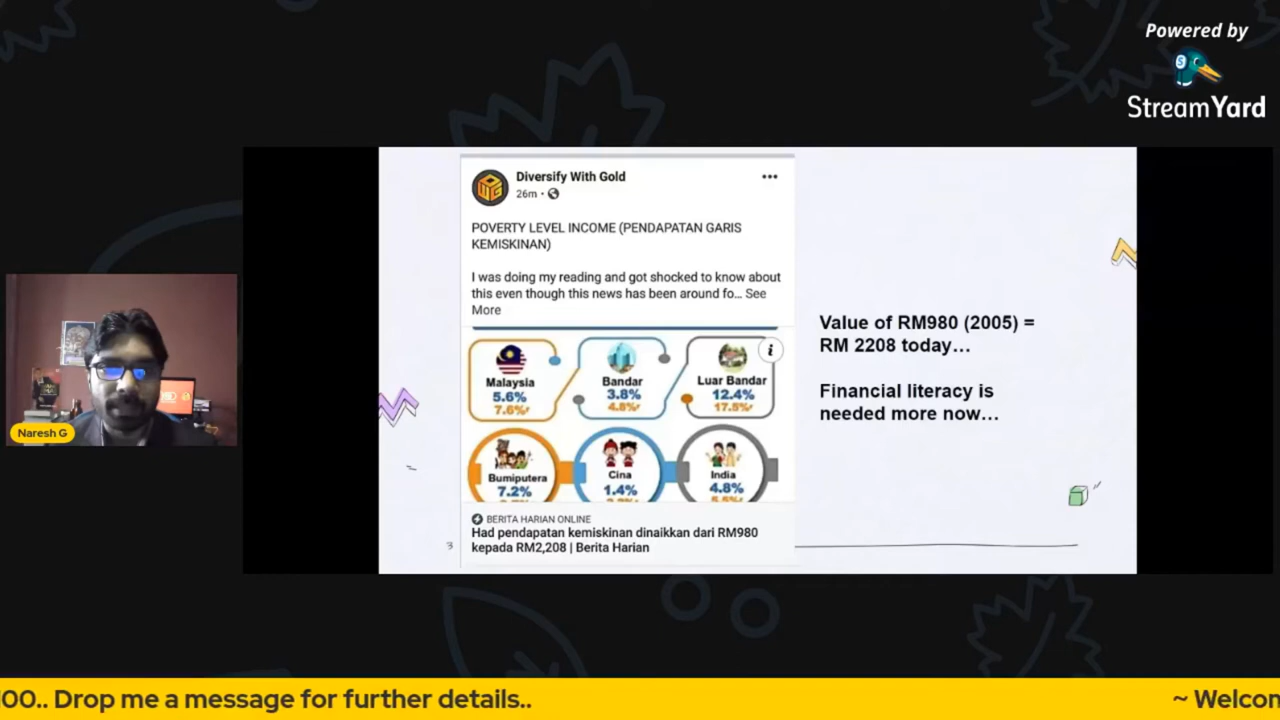 Powered by
StreamYard
Diversify With Gold
26m ·
POVERTY LEVEL INCOME (PENDAPATAN GARIS
KEMISKINAN)
I was doing my reading and got shocked to know about
this even though this news has been around fo... See
More
Malaysia
5.6%
7.6%r
Bandar
3.8%
4.8%r
Luar Bandar
12.4%
17.5%r
Bumiputera
7.2%
Cina
1.4%
India
4.8%
BERITA HARIAN ONLINE
Had pendapatan kemiskinan dinaikkan dari RM980
kepada RM2,208 | Berita Harian
3
Value of RM980 (2005) =
RM 2208 today…
Financial literacy is
needed more now…
Naresh G
00.. Drop me a message for further details..
~ Welcon